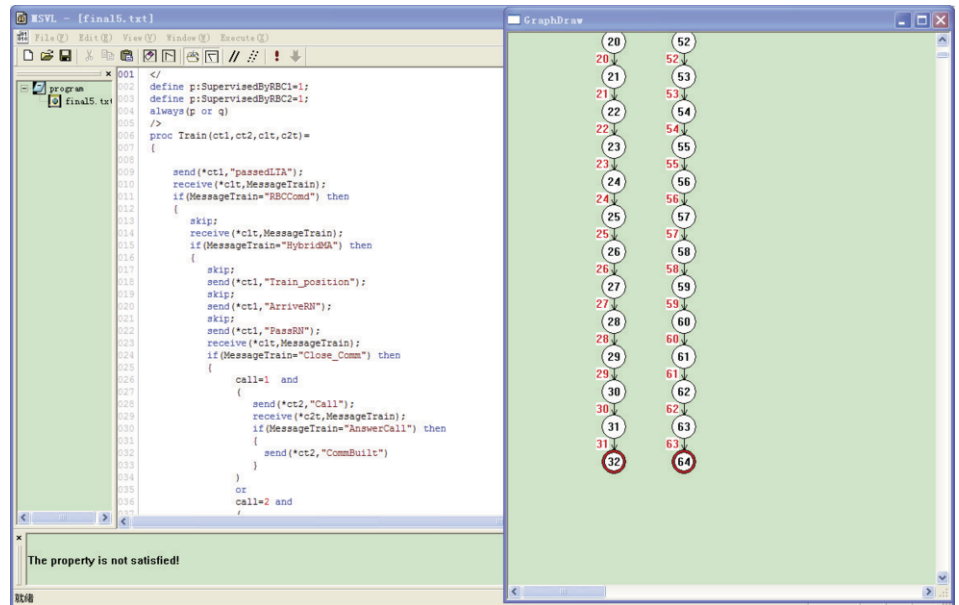 MSVL - [final5.txt]
File(F) Edit(E) View(V) Window(W) Execute(E)
program
final5.txt
001 </
002 define p:SupervisedByRBC1=1;
003 define p:SupervisedByRBC2=1;
004 always(p or q)
005 />
006 proc Train(ct1,ct2,c1t,c2t)=
007 {
008
009 send(*ct1,"passedLTA");
010 receive(*c1t,MessageTrain);
011 if(MessageTrain="RBCComd") then
012 {
013 skip;
014 receive(*c1t,MessageTrain);
015 if(MessageTrain="HybridMA") then
016 {
017 skip;
018 send(*ct1,"Train_position");
019 skip;
020 send(*ct1,"ArriveRN");
021 skip;
022 send(*ct1,"PassRN");
023 receive(*c1t,MessageTrain);
024 if(MessageTrain="Close_Comm") then
025 {
026 call=1 and
027 {
028 send(*ct2,"Call");
029 receive(*c2t,MessageTrain);
030 if(MessageTrain="AnswerCall") then
031 {
032 send(*ct2,"CommBuilt")
033 }
034 )
035 or
036 call=2 and
037 (
The property is not satisfied!
就绪
GraphDraw
20 52
20 52
21 53
21 53
22 54
22 54
23 55
23 55
24 56
24 56
25 57
25 57
26 58
26 58
27 59
27 59
28 60
28 60
29 61
29 61
30 62
30 62
31 63
31 63
32 64